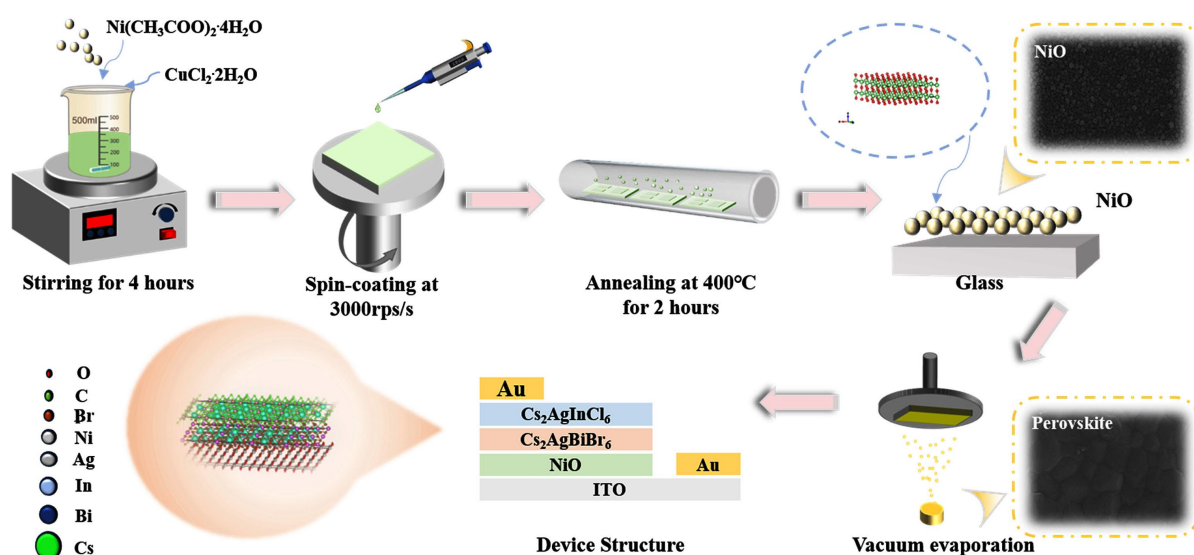 Ni(CH₃COO)₂·4H₂O
CuCl₂·2H₂O
500ml
500
400
300
200
100
Stirring for 4 hours
Spin-coating at
3000rps/s
Annealing at 400℃
for 2 hours
NiO
NiO
Glass
O
C
Br
Ni
Ag
In
Bi
Cs
Au
Cs₂AgInCl₆
Cs₂AgBiBr₆
NiO
Au
ITO
Device Structure
Perovskite
Vacuum evaporation